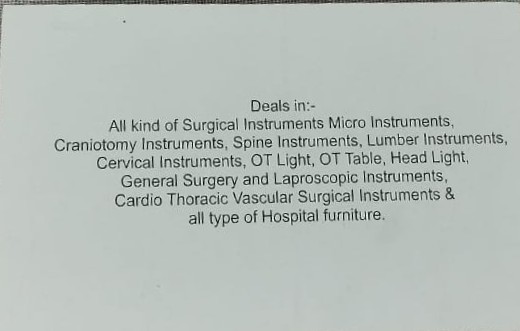 Deals in:-
All kind of Surgical Instruments Micro Instruments,
Craniotomy Instruments, Spine Instruments, Lumber Instruments,
Cervical Instruments, OT Light, OT Table, Head Light,
General Surgery and Laproscopic Instruments,
Cardio Thoracic Vascular Surgical Instruments &
all type of Hospital furniture.